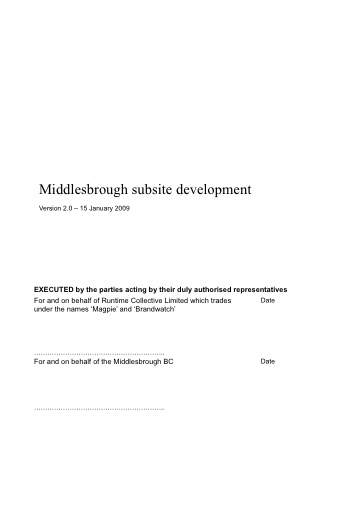 Middlesbrough subsite development
Version 2.0 – 15 January 2009
EXECUTED by the parties acting by their duly authorised representatives
For and on behalf of Runtime Collective Limited which trades Date
under the names ‘Magpie’ and ‘Brandwatch’
……………………………………………….
For and on behalf of the Middlesbrough BC Date
……………………………………………….